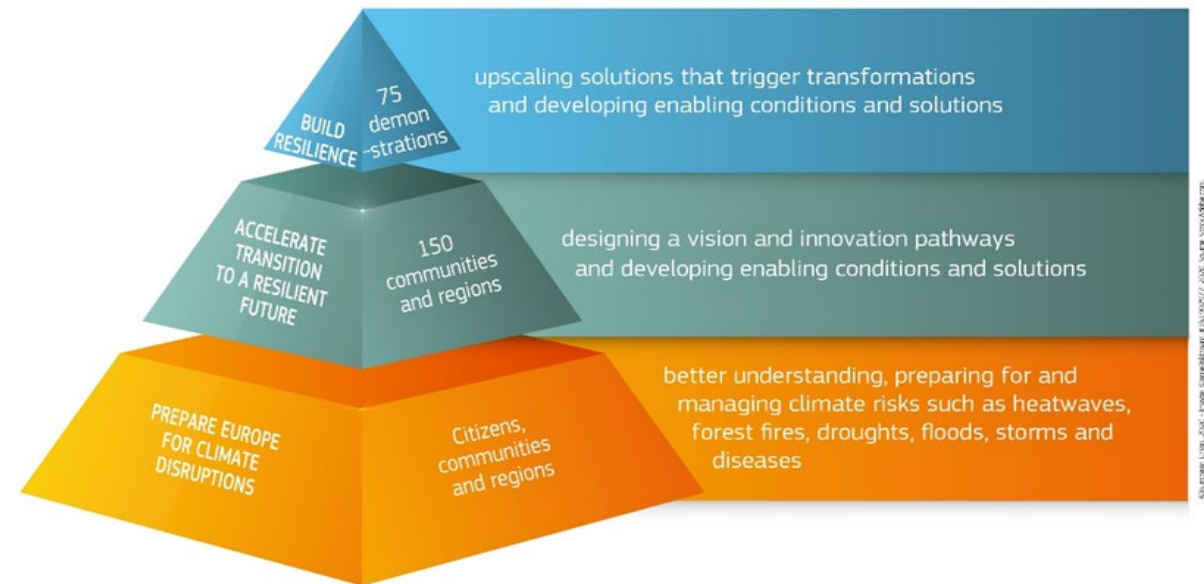 BUILD
RESILIENCE
75
demon
-strations
upscaling solutions that trigger transformations
and developing enabling conditions and solutions
ACCELERATE
TRANSITION
TO A RESILIENT
FUTURE
150
communities
and regions
designing a vision and innovation pathways
and developing enabling conditions and solutions
PREPARE EUROPE
FOR CLIMATE
DISRUPTIONS
Citizens,
communities
and regions
better understanding, preparing for and
managing climate risks such as heatwaves,
forest fires, droughts, floods, storms and
diseases